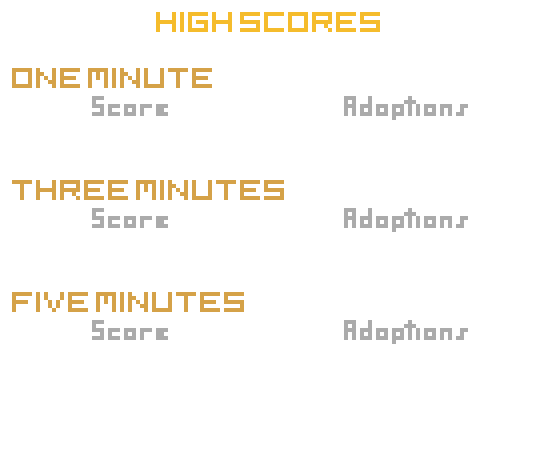 HIGH SCORES
ONE MINUTE
Score Adoptions
THREE MINUTES
Score Adoptions
FIVE MINUTES
Score Adoptions